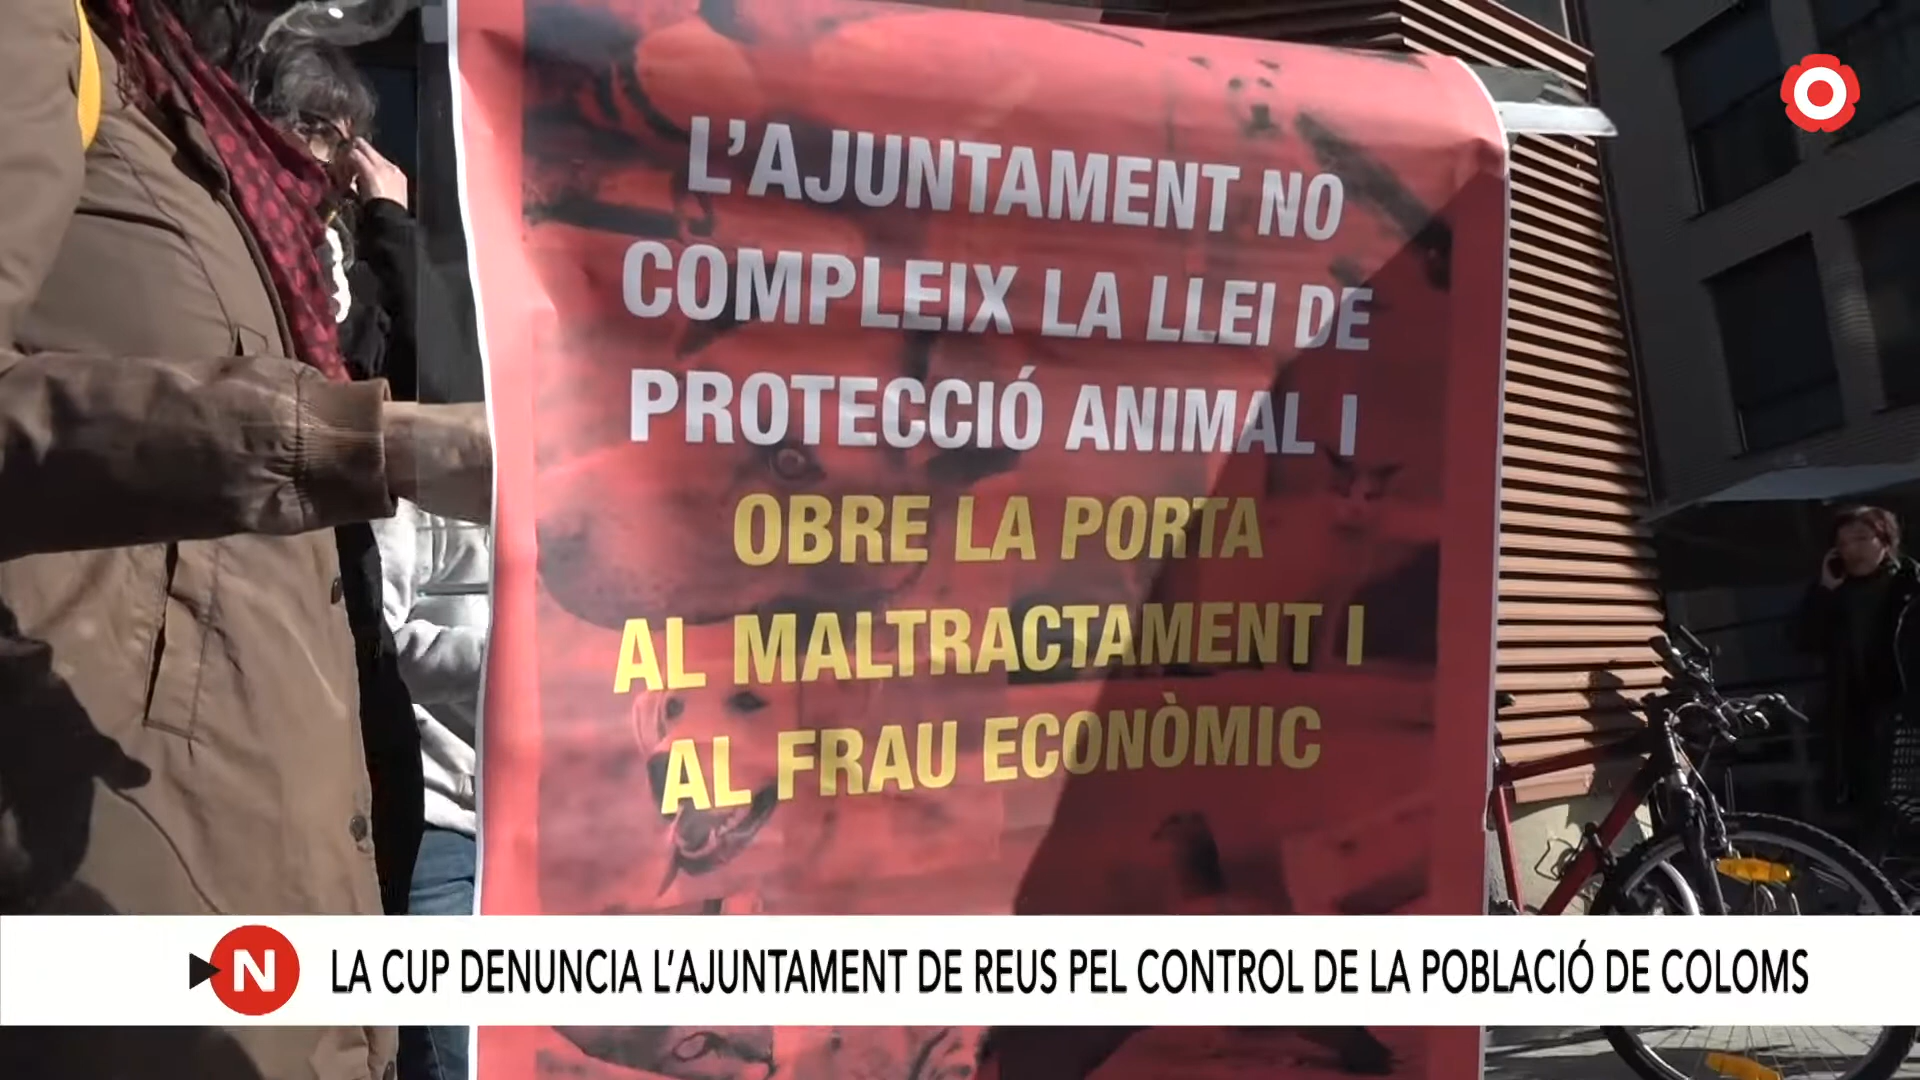 L'AJUNTAMENT NO
COMPLEIX LA LLEI DE
PROTECCIÓ ANIMAL I
OBRE LA PORTA
AL MALTRACTAMENT I
AL FRAU ECONÒMIC
N LA CUP DENUNCIA L'AJUNTAMENT DE REUS PEL CONTROL DE LA POBLACIÓ DE COLOMS